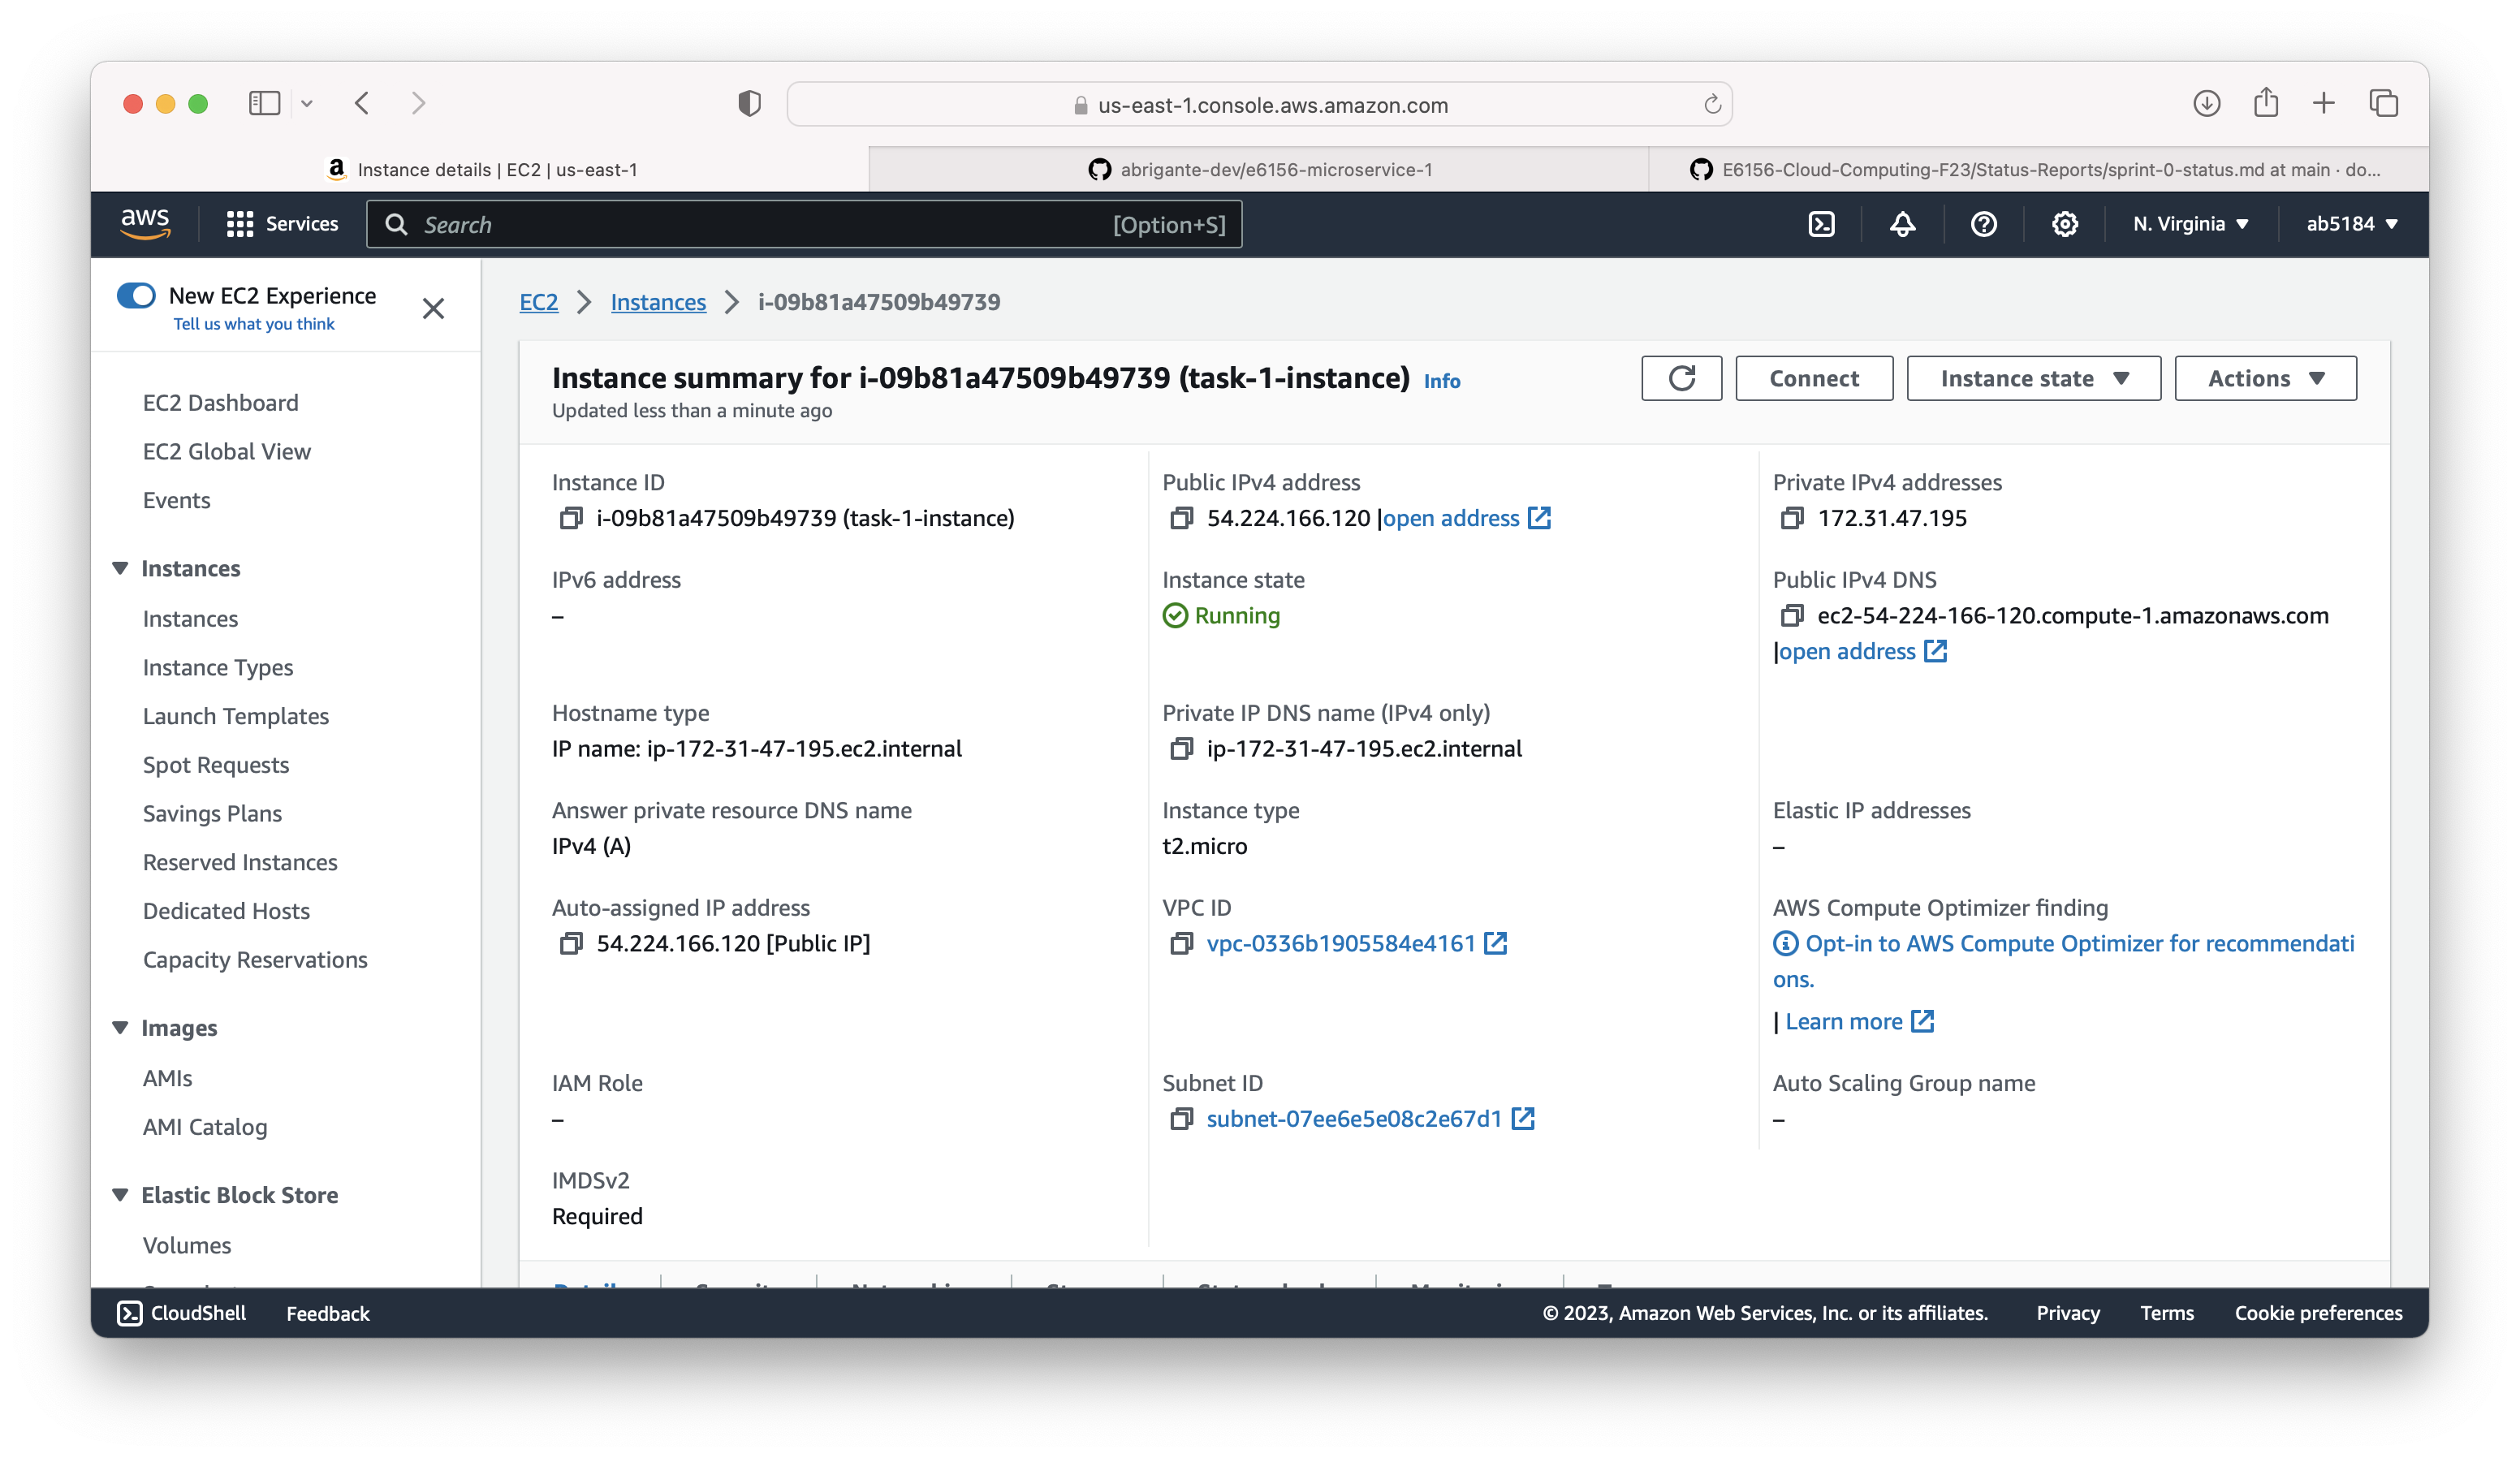 us-east-1.console.aws.amazon.com
Instance details | EC2 | us-east-1
abrigante-dev/e6156-microservice-1
E6156-Cloud-Computing-F23/Status-Reports/sprint-0-status.md at main · do...
aws
Services
Search
[Option+S]
N. Virginia
ab5184
New EC2 Experience
Tell us what you think
EC2 Dashboard
EC2 Global View
Events
Instances
Instances
Instance Types
Launch Templates
Spot Requests
Savings Plans
Reserved Instances
Dedicated Hosts
Capacity Reservations
Images
AMIs
AMI Catalog
Elastic Block Store
Volumes
EC2
Instances
i-09b81a47509b49739
Instance summary for i-09b81a47509b49739 (task-1-instance) Info
Updated less than a minute ago
Connect
Instance state
Actions
Instance ID
i-09b81a47509b49739 (task-1-instance)
Public IPv4 address
54.224.166.120 |open address
Private IPv4 addresses
172.31.47.195
IPv6 address
–
Instance state
Running
Public IPv4 DNS
ec2-54-224-166-120.compute-1.amazonaws.com
|open address
Hostname type
IP name: ip-172-31-47-195.ec2.internal
Private IP DNS name (IPv4 only)
ip-172-31-47-195.ec2.internal
Answer private resource DNS name
IPv4 (A)
Instance type
t2.micro
Elastic IP addresses
–
Auto-assigned IP address
54.224.166.120 [Public IP]
VPC ID
vpc-0336b1905584e4161
AWS Compute Optimizer finding
Opt-in to AWS Compute Optimizer for recommendati
ons.
| Learn more
IAM Role
–
Subnet ID
subnet-07ee6e5e08c2e67d1
Auto Scaling Group name
–
IMDSv2
Required
CloudShell
Feedback
© 2023, Amazon Web Services, Inc. or its affiliates.
Privacy
Terms
Cookie preferences